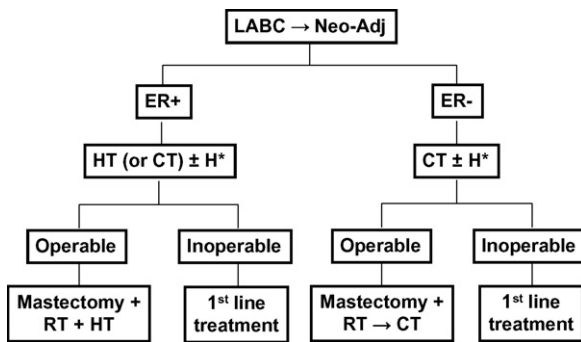 LABC → Neo-Adj
ER+
ER-
HT (or CT) ± H*
CT ± H*
Operable
Inoperable
Operable
Inoperable
Mastectomy +
RT + HT
1st line
treatment
Mastectomy +
RT → CT
1st line
treatment